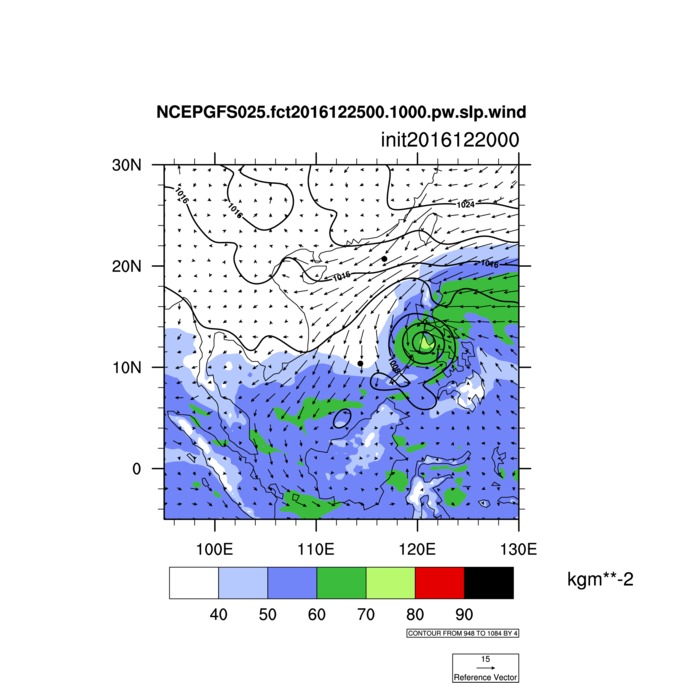 NCEPGFS025.fct2016122500.1000.pw.slp.wind
init2016122000
30N
1024
1016
1016
1016
20N
1016
10N
1008
0
100E 110E 120E 130E
kgm**-2
40 50 60 70 80 90
CONTOUR FROM 948 TO 1084 BY 4
15
Reference Vector